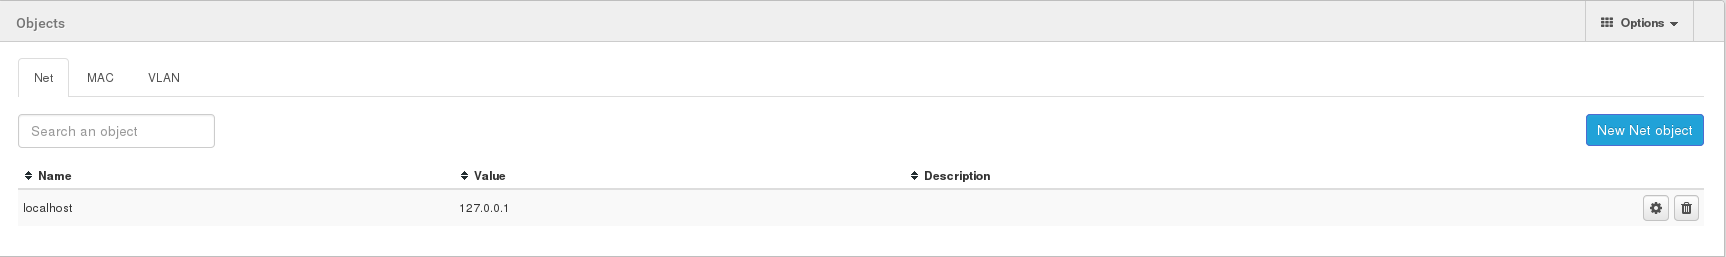 Objects
Options
Net MAC VLAN
Search an object
New Net object
Name Value Description
localhost 127.0.0.1